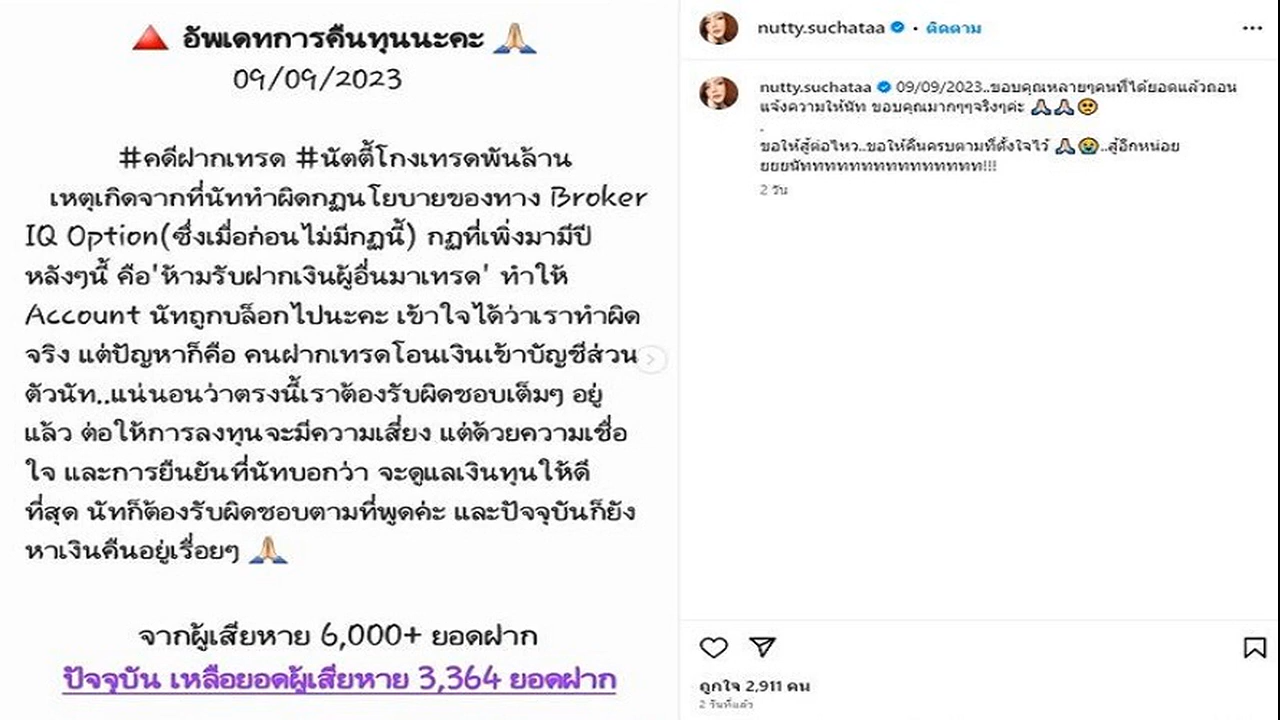 🔺 อัพเดทการคืนทุนนะคะ 🙏🏻
09/09/2023
#คดีฝากเทรด #นัตตี้โกงเทรดพันล้าน
เหตุเกิดจากที่นัททำผิดกฏนโยบายของทาง Broker
IQ Option(ซึ่งเมื่อก่อนไม่มีกฏนี้) กฏที่เพิ่งมามีปี
หลังๆนี้ คือ'ห้ามรับฝากเงินผู้อื่นมาเทรด' ทำให้
Account นัทถูกบล็อกไปนะคะ เข้าใจได้ว่าเราทำผิด
จริง แต่ปัญหาก็คือ คนฝากเทรดโอนเงินเข้าบัญชีส่วน
ตัวนัท..แน่นอนว่าตรงนี้เราต้องรับผิดชอบเต็มๆ อยู่
แล้ว ต่อให้การลงทุนจะมีความเสี่ยง แต่ด้วยความเชื่อ
ใจ และการยืนยันที่นัทบอกว่า จะดูแลเงินทุนให้ดี
ที่สุด นัทก็ต้องรับผิดชอบตามที่พูดค่ะ และปัจจุบันก็ยัง
หาเงินคืนอยู่เรื่อยๆ 🙏🏻
จากผู้เสียหาย 6,000+ ยอดฝาก
ปัจจุบัน เหลือยอดผู้เสียหาย 3,364 ยอดฝาก
nutty.suchataa • ติดตาม
nutty.suchataa 09/09/2023..ขอบคุณหลายๆคนที่ได้ยอดแล้วถอน
แจ้งความให้นัท ขอบคุณมากๆๆจริงๆค่ะ 🙏🏻🙏🏻🥺
.
ขอให้สู้ต่อไหว..ขอให้คืนครบตามที่ตั้งใจไว้ 🙏🏻😭..สู้อีกหน่อย
ยยยนัททททททททททททททททท!!!
2 วัน
ถูกใจ 2,911 คน
2 วันที่แล้ว